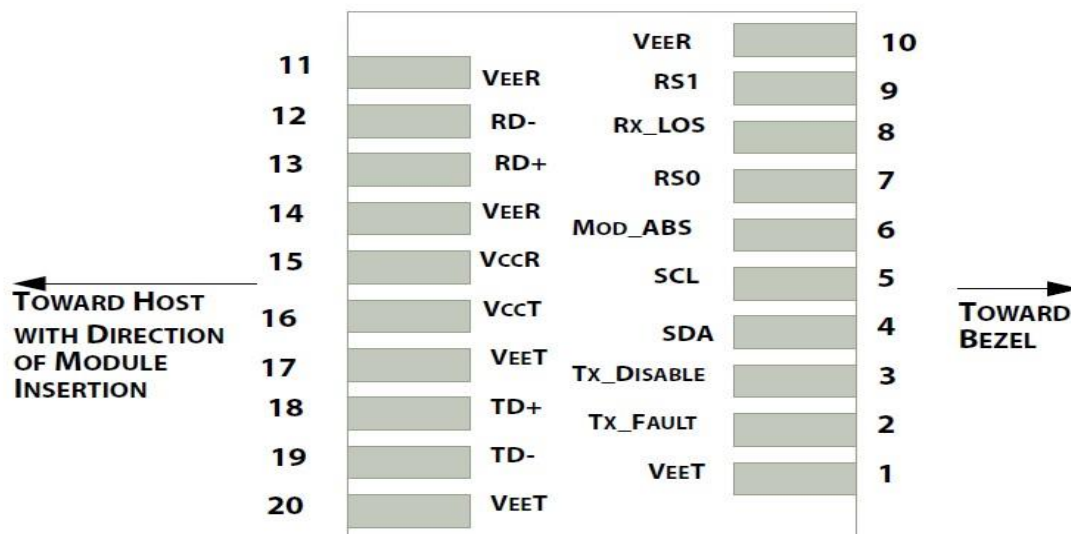 11 VEER
12 RD-
13 RD+
14 VEER
15 VCCR
16 VCCT
17 VEET
18 TD+
19 TD-
20 VEET
VEER 10
RS1 9
RX_LOS 8
RS0 7
MOD_ABS 6
SCL 5
SDA 4
TX_DISABLE 3
TX_FAULT 2
VEET 1
TOWARD HOST
WITH DIRECTION
OF MODULE
INSERTION
TOWARD
BEZEL